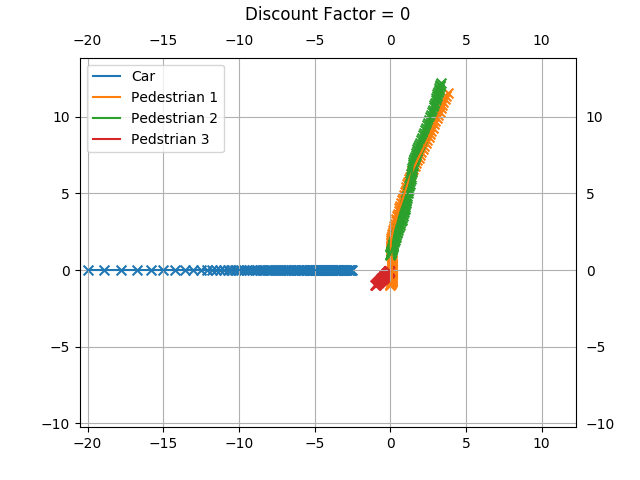 Discount Factor = 0
−20 −15 −10 −5 0 5 10
Car
Pedestrian 1
Pedestrian 2
Pedstrian 3
10 10
5 5
0 0
−5 −5
−10 −10
−20 −15 −10 −5 0 5 10